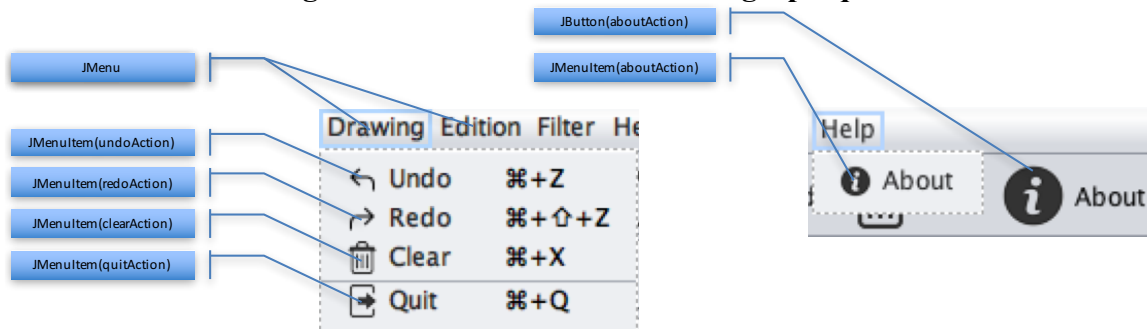 JButton(aboutAction)
JMenu
JMenuItem(aboutAction)
Drawing Edition Filter He
Help
JMenuItem(undoAction)
Undo ⌘+Z
About
JMenuItem(redoAction)
Redo ⌘+⇧+Z
About
JMenuItem(clearAction)
Clear ⌘+X
JMenuItem(quitAction)
Quit ⌘+Q